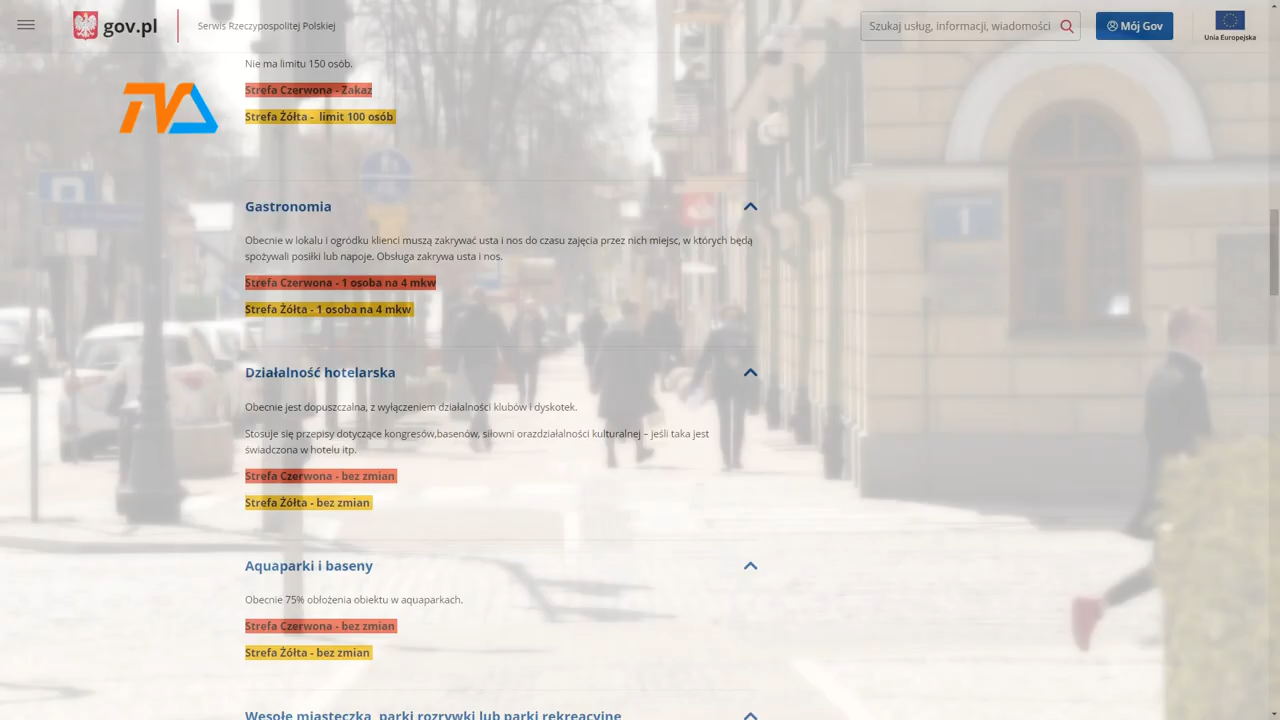 gov.pl
Serwis Rzeczypospolitej Polskiej
Szukaj usług, informacji, wiadomości
Mój Gov
Unia Europejska
Nie ma limitu 150 osób.
Strefa Czerwona - Zakaz
Strefa Żółta - limit 100 osób
Gastronomia
Obecnie w lokalu i ogródku klienci muszą zakrywać usta i nos do czasu zajęcia przez nich miejsc, w których będą
spożywali posiłki lub napoje. Obsługa zakrywa usta i nos.
Strefa Czerwona - 1 osoba na 4 mkw
Strefa Żółta - 1 osoba na 4 mkw
1
Działalność hotelarska
Obecnie jest dopuszczalna, z wyłączeniem działalności klubów i dyskotek.
Stosuje się przepisy dotyczące kongresów,basenów, siłowni orazdziałalności kulturalnej – jeśli taka jest
świadczona w hotelu itp.
Strefa Czerwona - bez zmian
Strefa Żółta - bez zmian
Aquaparki i baseny
Obecnie 75% obłożenia obiektu w aquaparkach.
Strefa Czerwona - bez zmian
Strefa Żółta - bez zmian
Wesołe miasteczka, parki rozrywki lub parki rekreacyjne